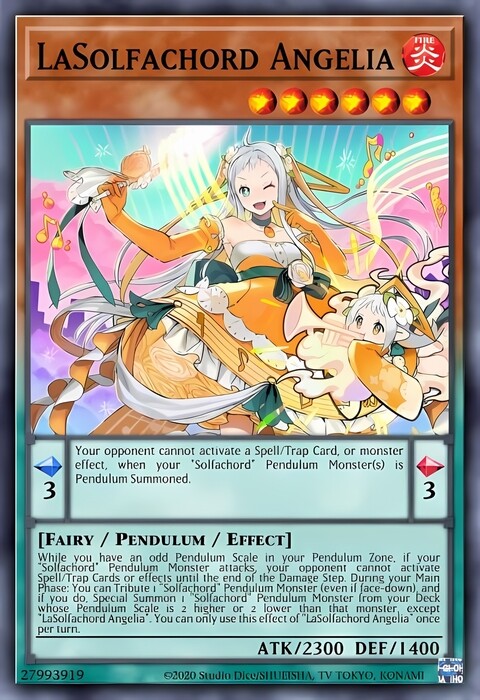 LaSolfachord Angelia
FIRE
炎
Your opponent cannot activate a Spell/Trap Card, or monster
effect, when your "Solfachord" Pendulum Monster(s) is
Pendulum Summoned.
3
3
[Fairy / Pendulum / Effect]
While you have an odd Pendulum Scale in your Pendulum Zone, if your
"Solfachord" Pendulum Monster attacks, your opponent cannot activate
Spell/Trap Cards or effects until the end of the Damage Step. During your Main
Phase: You can Tribute 1 "Solfachord" Pendulum Monster (even if face-down), and
if you do, Special Summon 1 "Solfachord" Pendulum Monster from your Deck
whose Pendulum Scale is 2 higher or 2 lower than that monster, except
"LaSolfachord Angelia". You can only use this effect of "LaSolfachord Angelia" once
per turn.
ATK/2300 DEF/1400
27993919
©2020 Studio Dice/SHUEISHA, TV TOKYO, KONAMI